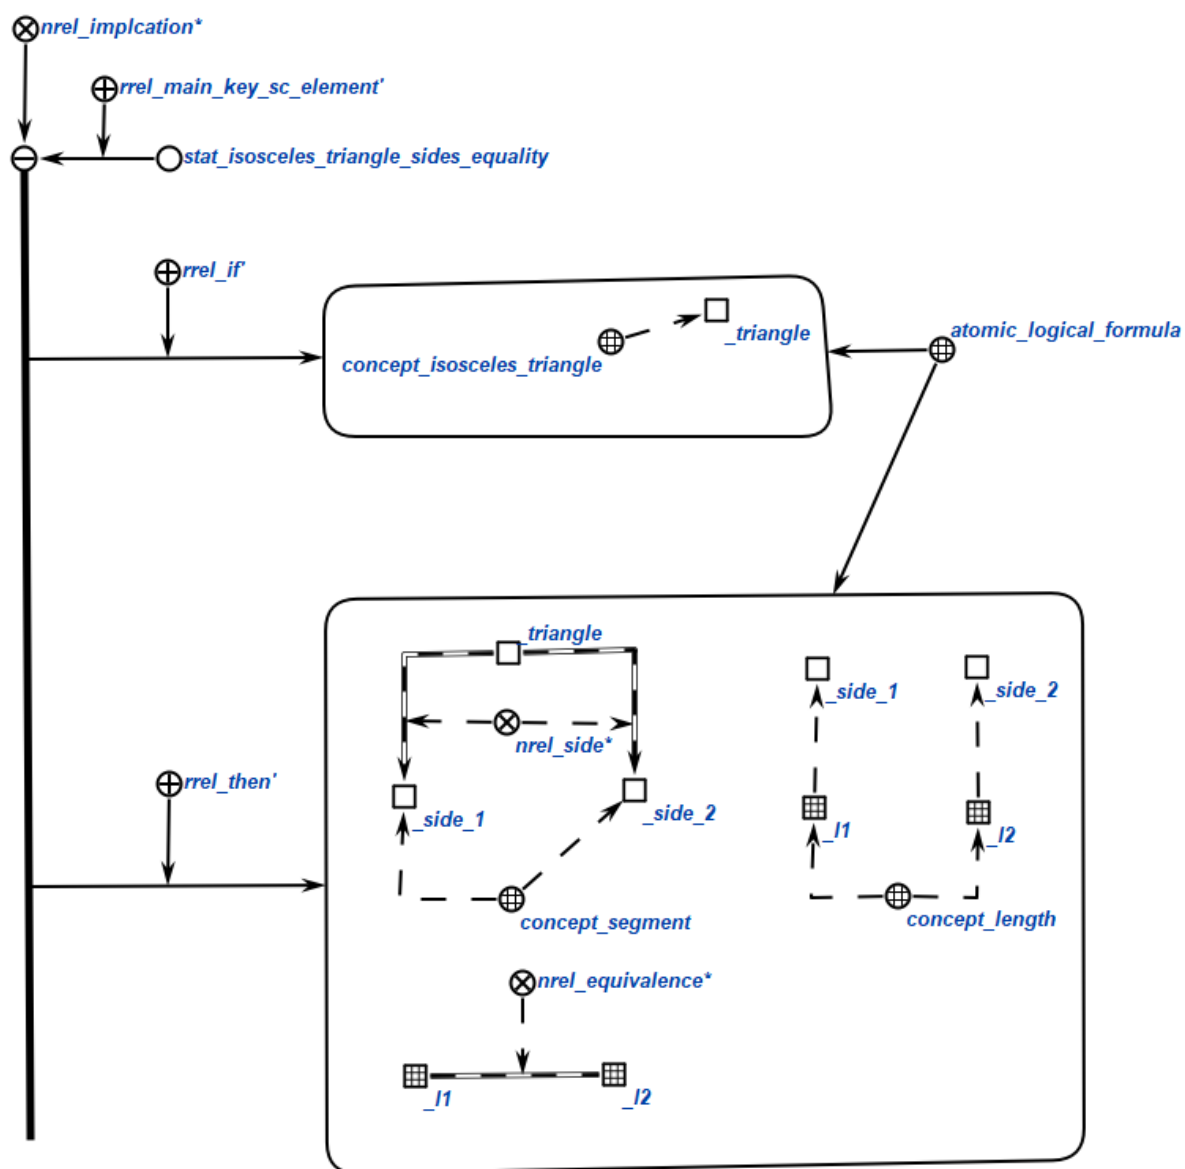 nrel_implcation*
rrel_main_key_sc_element'
stat_isosceles_triangle_sides_equality
rrel_if'
_triangle
concept_isosceles_triangle
atomic_logical_formula
_triangle
nrel_side*
_side_1
_side_2
_side_1
_side_2
rrel_then'
_l1
_l2
concept_segment
concept_length
nrel_equivalence*
_l1
_l2